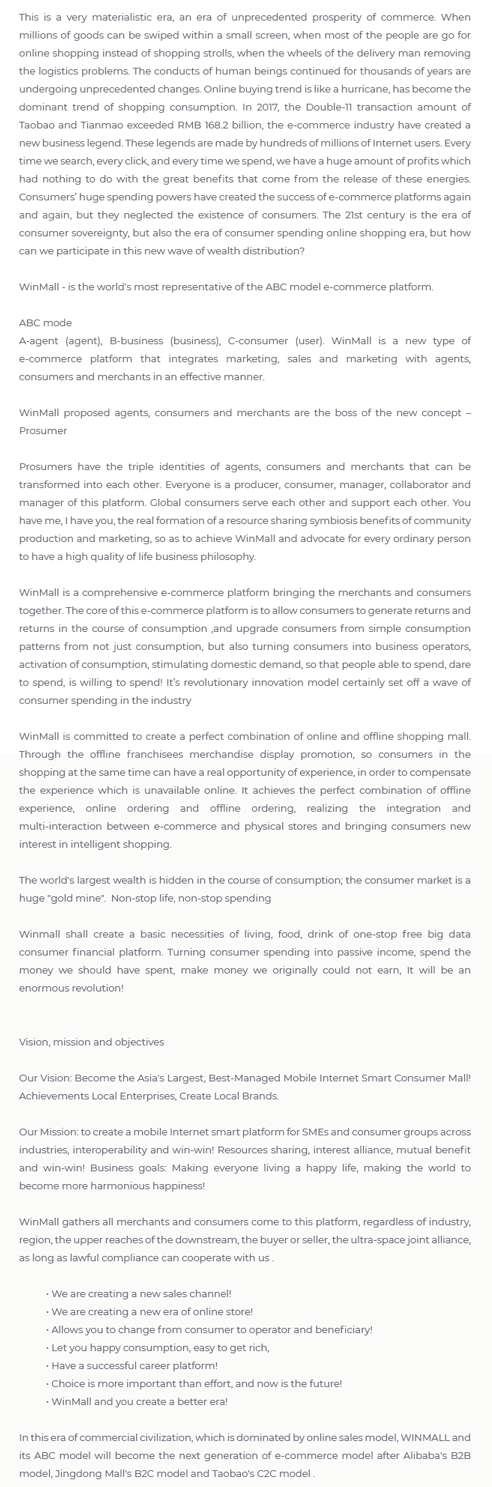 This is a very materialistic era, an era of unprecedented prosperity of commerce. When
millions of goods can be swiped within a small screen, when most of the people are go for
online shopping instead of shopping strolls, when the wheels of the delivery man removing
the logistics problems. The conducts of human beings continued for thousands of years are
undergoing unprecedented changes. Online buying trend is like a hurricane, has become the
dominant trend of shopping consumption. In 2017, the Double-11 transaction amount of
Taobao and Tianmao exceeded RMB 168.2 billion, the e-commerce industry have created a
new business legend. These legends are made by hundreds of millions of Internet users. Every
time we search, every click, and every time we spend, we have a huge amount of profits which
had nothing to do with the great benefits that come from the release of these energies.
Consumers’ huge spending powers have created the success of e-commerce platforms again
and again, but they neglected the existence of consumers. The 21st century is the era of
consumer sovereignty, but also the era of consumer spending online shopping era, but how
can we participate in this new wave of wealth distribution?
WinMall - is the world's most representative of the ABC model e-commerce platform.
ABC mode
A-agent (agent), B-business (business), C-consumer (user). WinMall is a new type of
e-commerce platform that integrates marketing, sales and marketing with agents,
consumers and merchants in an effective manner.
WinMall proposed agents, consumers and merchants are the boss of the new concept –
Prosumer
Prosumers have the triple identities of agents, consumers and merchants that can be
transformed into each other. Everyone is a producer, consumer, manager, collaborator and
manager of this platform. Global consumers serve each other and support each other. You
have me, I have you, the real formation of a resource sharing symbiosis benefits of community
production and marketing, so as to achieve WinMall and advocate for every ordinary person
to have a high quality of life business philosophy.
WinMall is a comprehensive e-commerce platform bringing the merchants and consumers
together. The core of this e-commerce platform is to allow consumers to generate returns and
returns in the course of consumption ,and upgrade consumers from simple consumption
patterns from not just consumption, but also turning consumers into business operators,
activation of consumption, stimulating domestic demand, so that people able to spend, dare
to spend, is willing to spend! It’s revolutionary innovation model certainly set off a wave of
consumer spending in the industry
WinMall is committed to create a perfect combination of online and offline shopping mall.
Through the offline franchisees merchandise display promotion, so consumers in the
shopping at the same time can have a real opportunity of experience, in order to compensate
the experience which is unavailable online. It achieves the perfect combination of offline
experience, online ordering and offline ordering, realizing the integration and
multi-interaction between e-commerce and physical stores and bringing consumers new
interest in intelligent shopping.
The world's largest wealth is hidden in the course of consumption; the consumer market is a
huge "gold mine". Non-stop life, non-stop spending
Winmall shall create a basic necessities of living, food, drink of one-stop free big data
consumer financial platform. Turning consumer spending into passive income, spend the
money we should have spent, make money we originally could not earn, It will be an
enormous revolution!
Vision, mission and objectives
Our Vision: Become the Asia's Largest, Best-Managed Mobile Internet Smart Consumer Mall!
Achievements Local Enterprises, Create Local Brands.
Our Mission: to create a mobile Internet smart platform for SMEs and consumer groups across
industries, interoperability and win-win! Resources sharing, interest alliance, mutual benefit
and win-win! Business goals: Making everyone living a happy life, making the world to
become more harmonious happiness!
WinMall gathers all merchants and consumers come to this platform, regardless of industry,
region, the upper reaches of the downstream, the buyer or seller, the ultra-space joint alliance,
as long as lawful compliance can cooperate with us .
• We are creating a new sales channel!
• We are creating a new era of online store!
• Allows you to change from consumer to operator and beneficiary!
• Let you happy consumption, easy to get rich,
• Have a successful career platform!
• Choice is more important than effort, and now is the future!
• WinMall and you create a better era!
In this era of commercial civilization, which is dominated by online sales model, WINMALL and
its ABC model will become the next generation of e-commerce model after Alibaba's B2B
model, Jingdong Mall's B2C model and Taobao's C2C model .